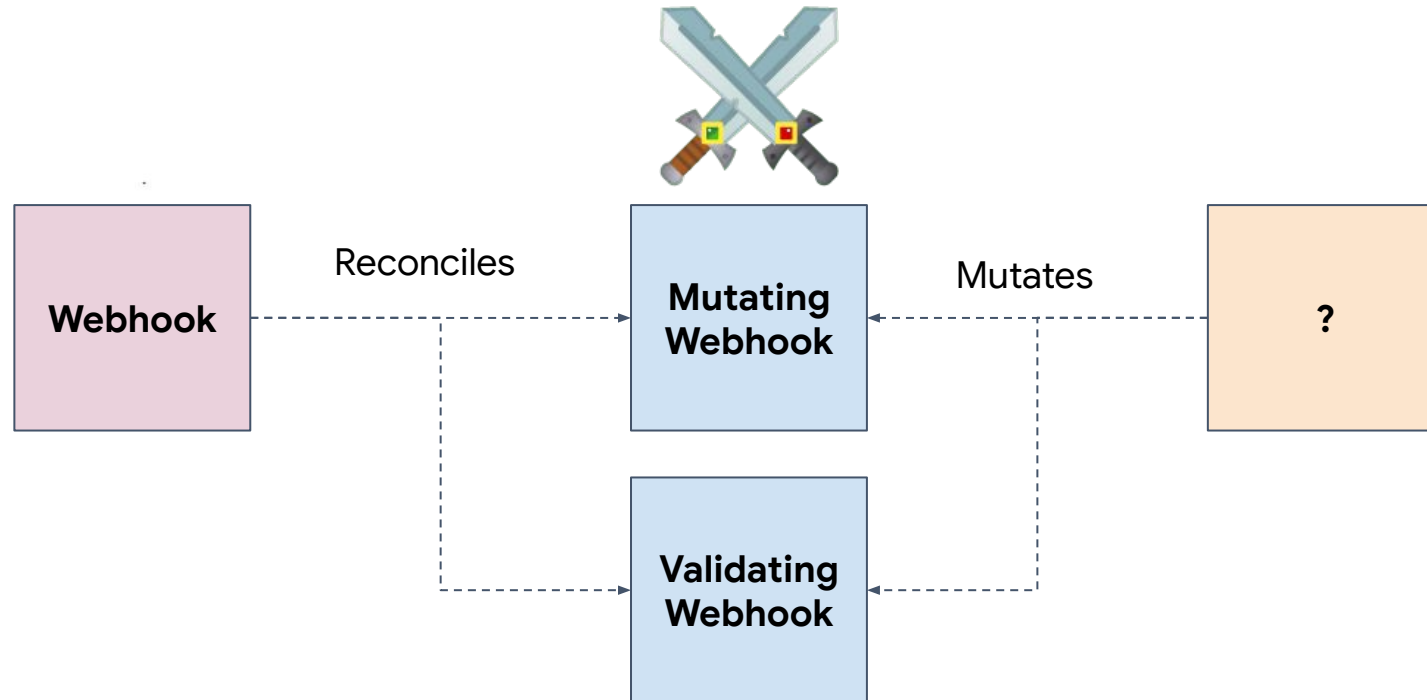 Reconciles
Mutates
Webhook
Mutating
Webhook
?
Validating
Webhook